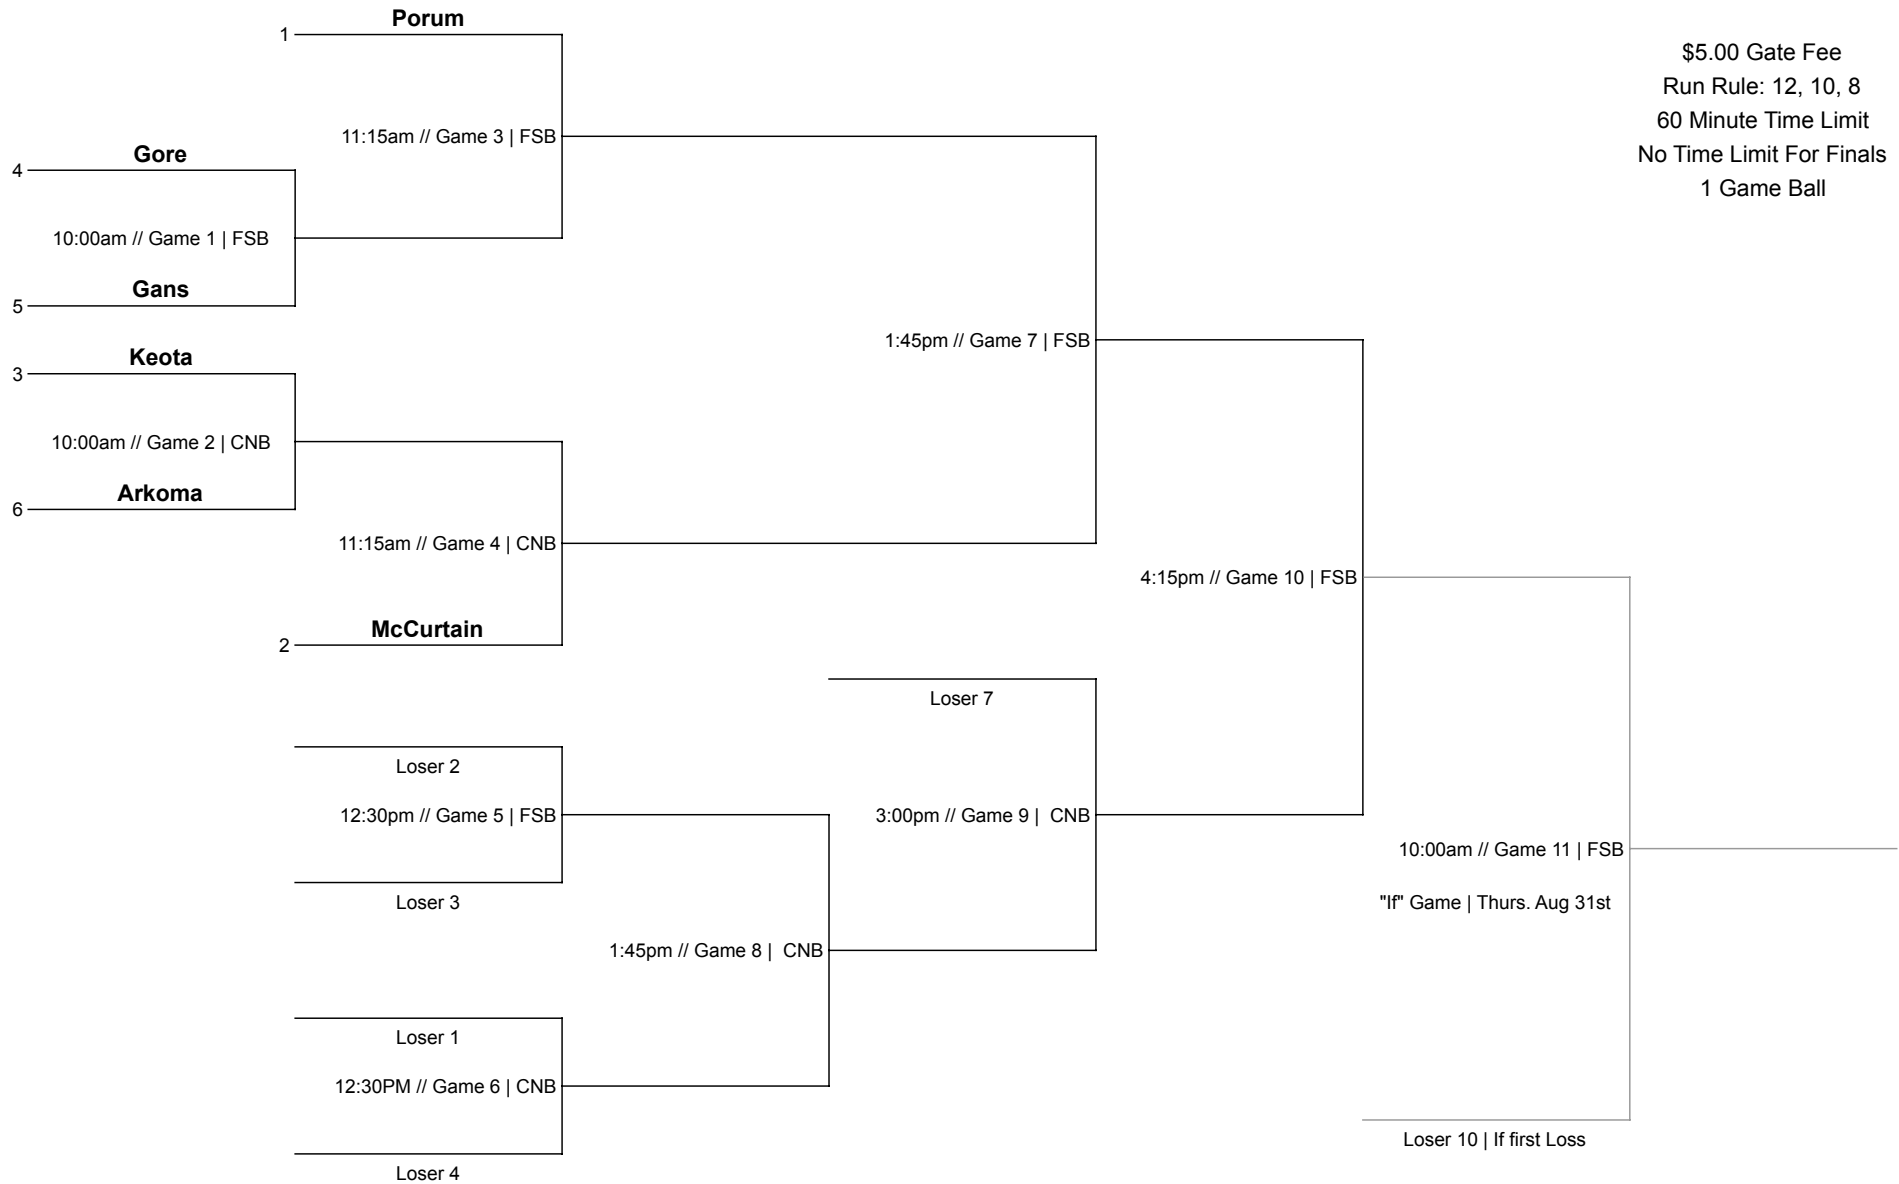 Porum
1
$5.00 Gate Fee
Run Rule: 12, 10, 8
60 Minute Time Limit
No Time Limit For Finals
1 Game Ball
11:15am // Game 3 | FSB
Gore
4
10:00am // Game 1 | FSB
Gans
5
Keota
3
1:45pm // Game 7 | FSB
10:00am // Game 2 | CNB
Arkoma
6
11:15am // Game 4 | CNB
4:15pm // Game 10 | FSB
McCurtain
2
Loser 7
Loser 2
12:30pm // Game 5 | FSB
3:00pm // Game 9 | CNB
Loser 3
10:00am // Game 11 | FSB
"If" Game | Thurs. Aug 31st
1:45pm // Game 8 | CNB
Loser 1
12:30PM // Game 6 | CNB
Loser 4
Loser 10 | If first Loss